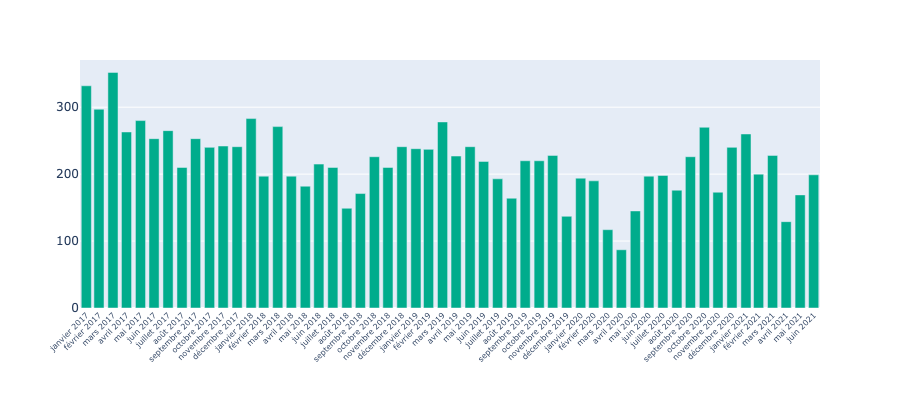 300
200
100
0
janvier 2017
février 2017
mars 2017
avril 2017
mai 2017
juin 2017
juillet 2017
août 2017
septembre 2017
octobre 2017
novembre 2017
décembre 2017
janvier 2018
février 2018
mars 2018
avril 2018
mai 2018
juin 2018
juillet 2018
août 2018
septembre 2018
octobre 2018
novembre 2018
décembre 2018
janvier 2019
février 2019
mars 2019
avril 2019
mai 2019
juin 2019
juillet 2019
août 2019
septembre 2019
octobre 2019
novembre 2019
décembre 2019
janvier 2020
février 2020
mars 2020
avril 2020
mai 2020
juin 2020
juillet 2020
août 2020
septembre 2020
octobre 2020
novembre 2020
décembre 2020
janvier 2021
février 2021
mars 2021
avril 2021
mai 2021
juin 2021